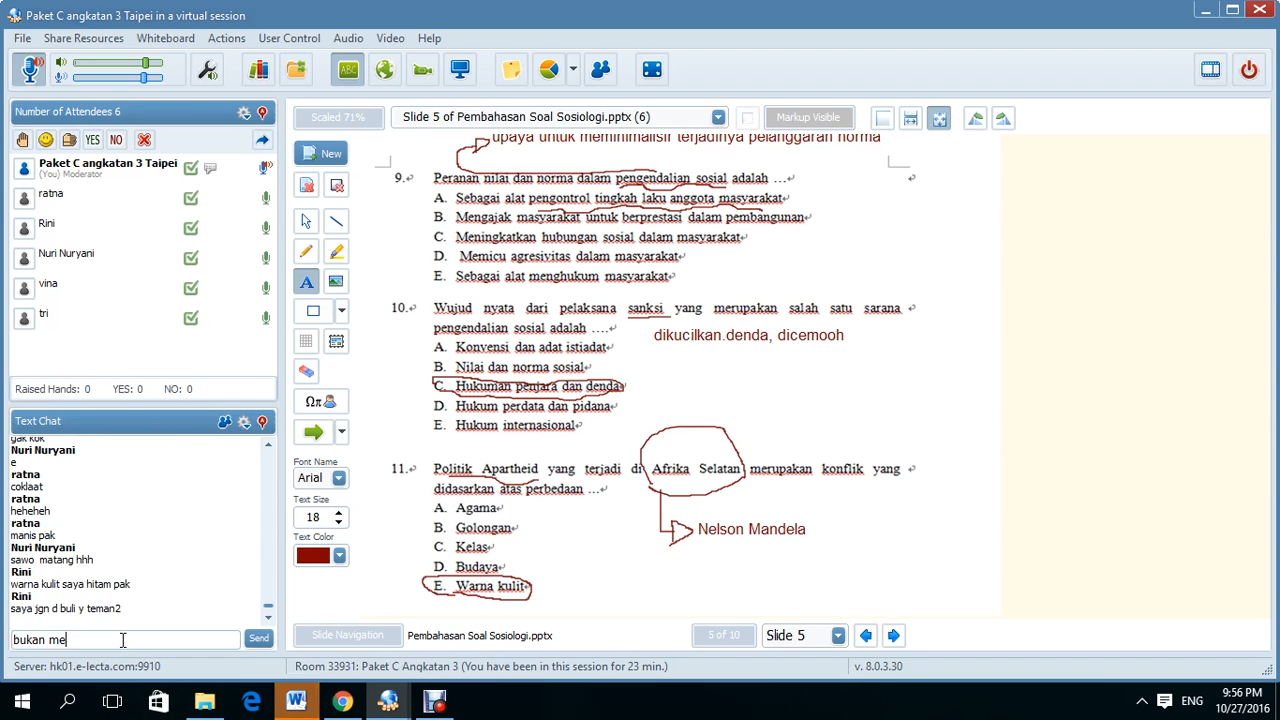 Paket C angkatan 3 Taipei in a virtual session
File Share Resources Whiteboard Actions User Control Audio Video Help
ABC
Number of Attendees 6
YES NO
Paket C angkatan 3 Taipei
(You) Moderator
ratna
Rini
Nuri Nuryani
vina
tri
Raised Hands: 0 YES: 0 NO: 0
Text Chat
gak kok
Nuri Nuryani
e
ratna
coklaat
ratna
heheheh
ratna
manis pak
Nuri Nuryani
sawo matang hhh
Rini
warna kulit saya hitam pak
Rini
saya jgn d buli y teman2
bukan me
Send
Scaled 71%
Slide 5 of Pembahasan Soal Sosiologi.pptx (6)
Markup Visible
New
A
Ωπ
Font Name
Arial
Text Size
18
Text Color
upaya untuk meminimalisir terjadinya pelanggaran norma
9. Peranan nilai dan norma dalam pengendalian sosial adalah …
A. Sebagai alat pengontrol tingkah laku anggota masyarakat
B. Mengajak masyarakat untuk berprestasi dalam pembangunan
C. Meningkatkan hubungan sosial dalam masyarakat
D. Memicu agresivitas dalam masyarakat
E. Sebagai alat menghukum masyarakat
10. Wujud nyata dari pelaksana sanksi yang merupakan salah satu sarana
pengendalian sosial adalah ….
dikucilkan.denda, dicemooh
A. Konvensi dan adat istiadat
B. Nilai dan norma sosial
C. Hukuman penjara dan denda
D. Hukum perdata dan pidana
E. Hukum internasional
11. Politik Apartheid yang terjadi di Afrika Selatan merupakan konflik yang
didasarkan atas perbedaan …
A. Agama
B. Golongan
Nelson Mandela
C. Kelas
D. Budaya
E. Warna kulit
Slide Navigation
Pembahasan Soal Sosiologi.pptx
5 of 10
Slide 5
Server: hk01.e-lecta.com:9910
Room 33931: Paket C Angkatan 3 (You have been in this session for 23 min.)
v. 8.0.3.30
ENG
9:56 PM
10/27/2016